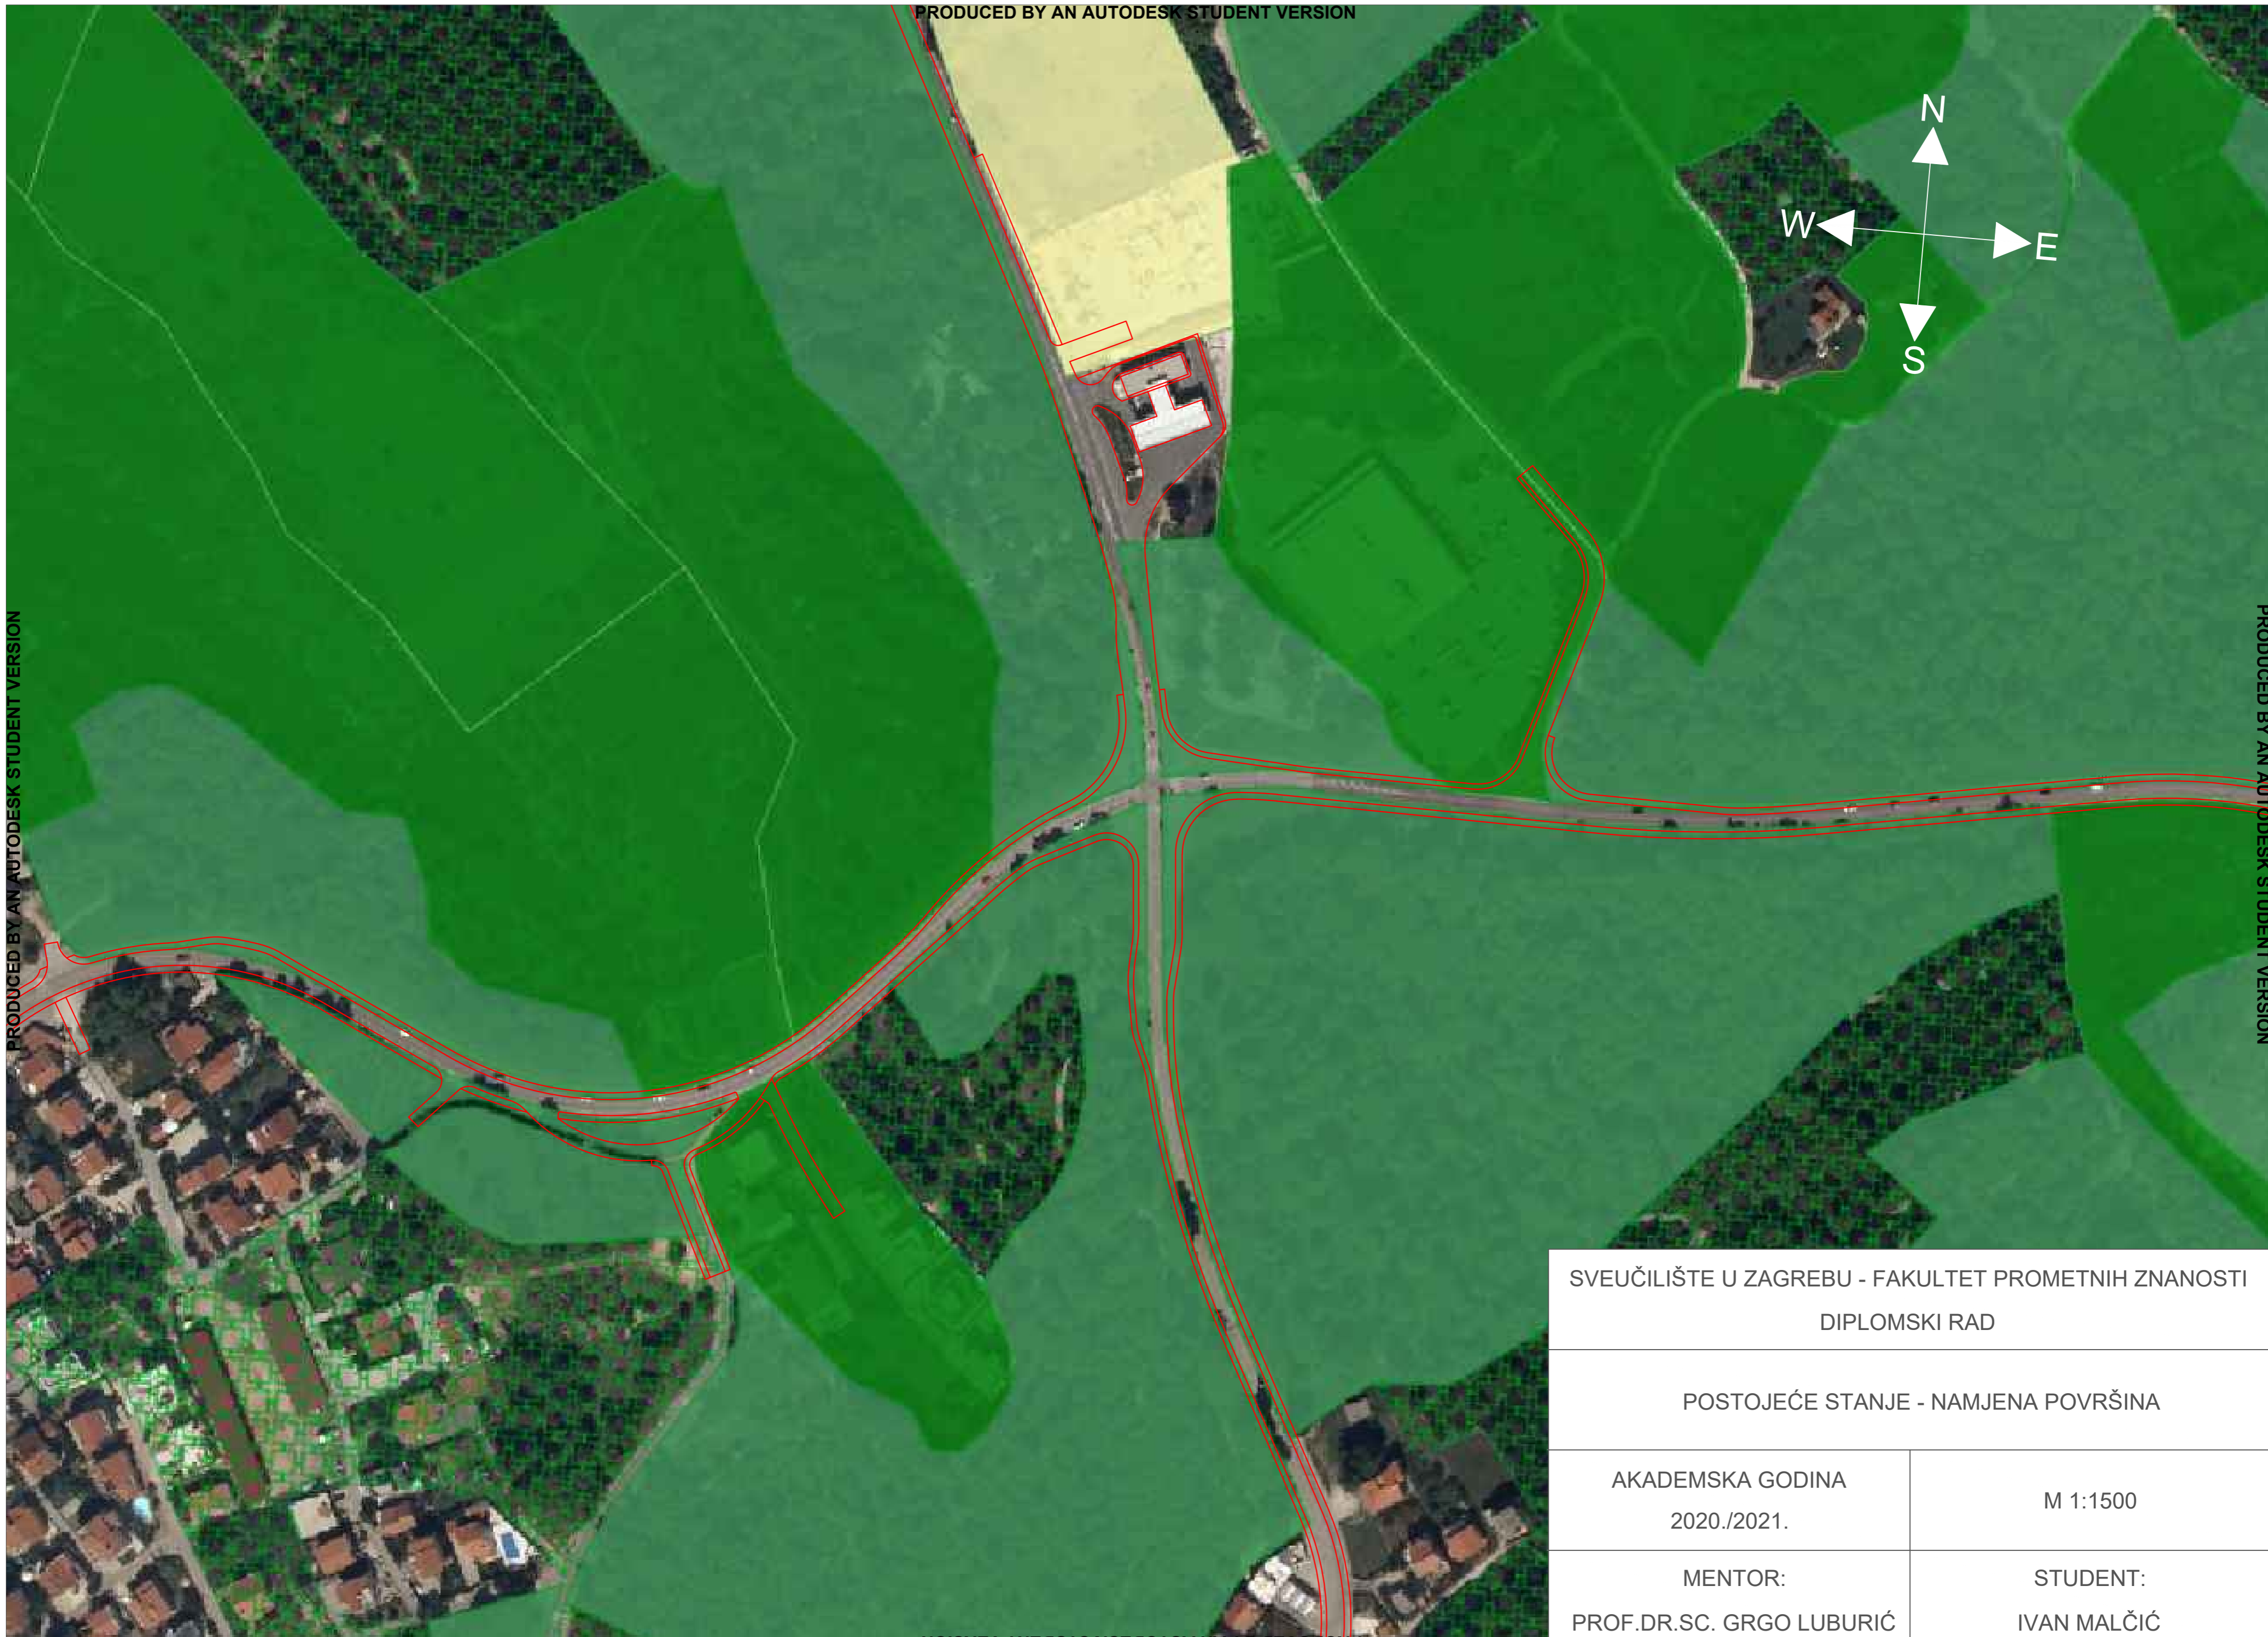 PRODUCED BY AN AUTODESK STUDENT VERSION
N
W
E
S
PRODUCED BY AN AUTODESK STUDENT VERSION
PRODUCED BY AN AUTODESK STUDENT VERSION
SVEUČILIŠTE U ZAGREBU - FAKULTET PROMETNIH ZNANOSTI
DIPLOMSKI RAD
POSTOJEĆE STANJE - NAMJENA POVRŠINA
AKADEMSKA GODINA
2020./2021.
M 1:1500
MENTOR:
PROF.DR.SC. GRGO LUBURIĆ
STUDENT:
IVAN MALČIĆ